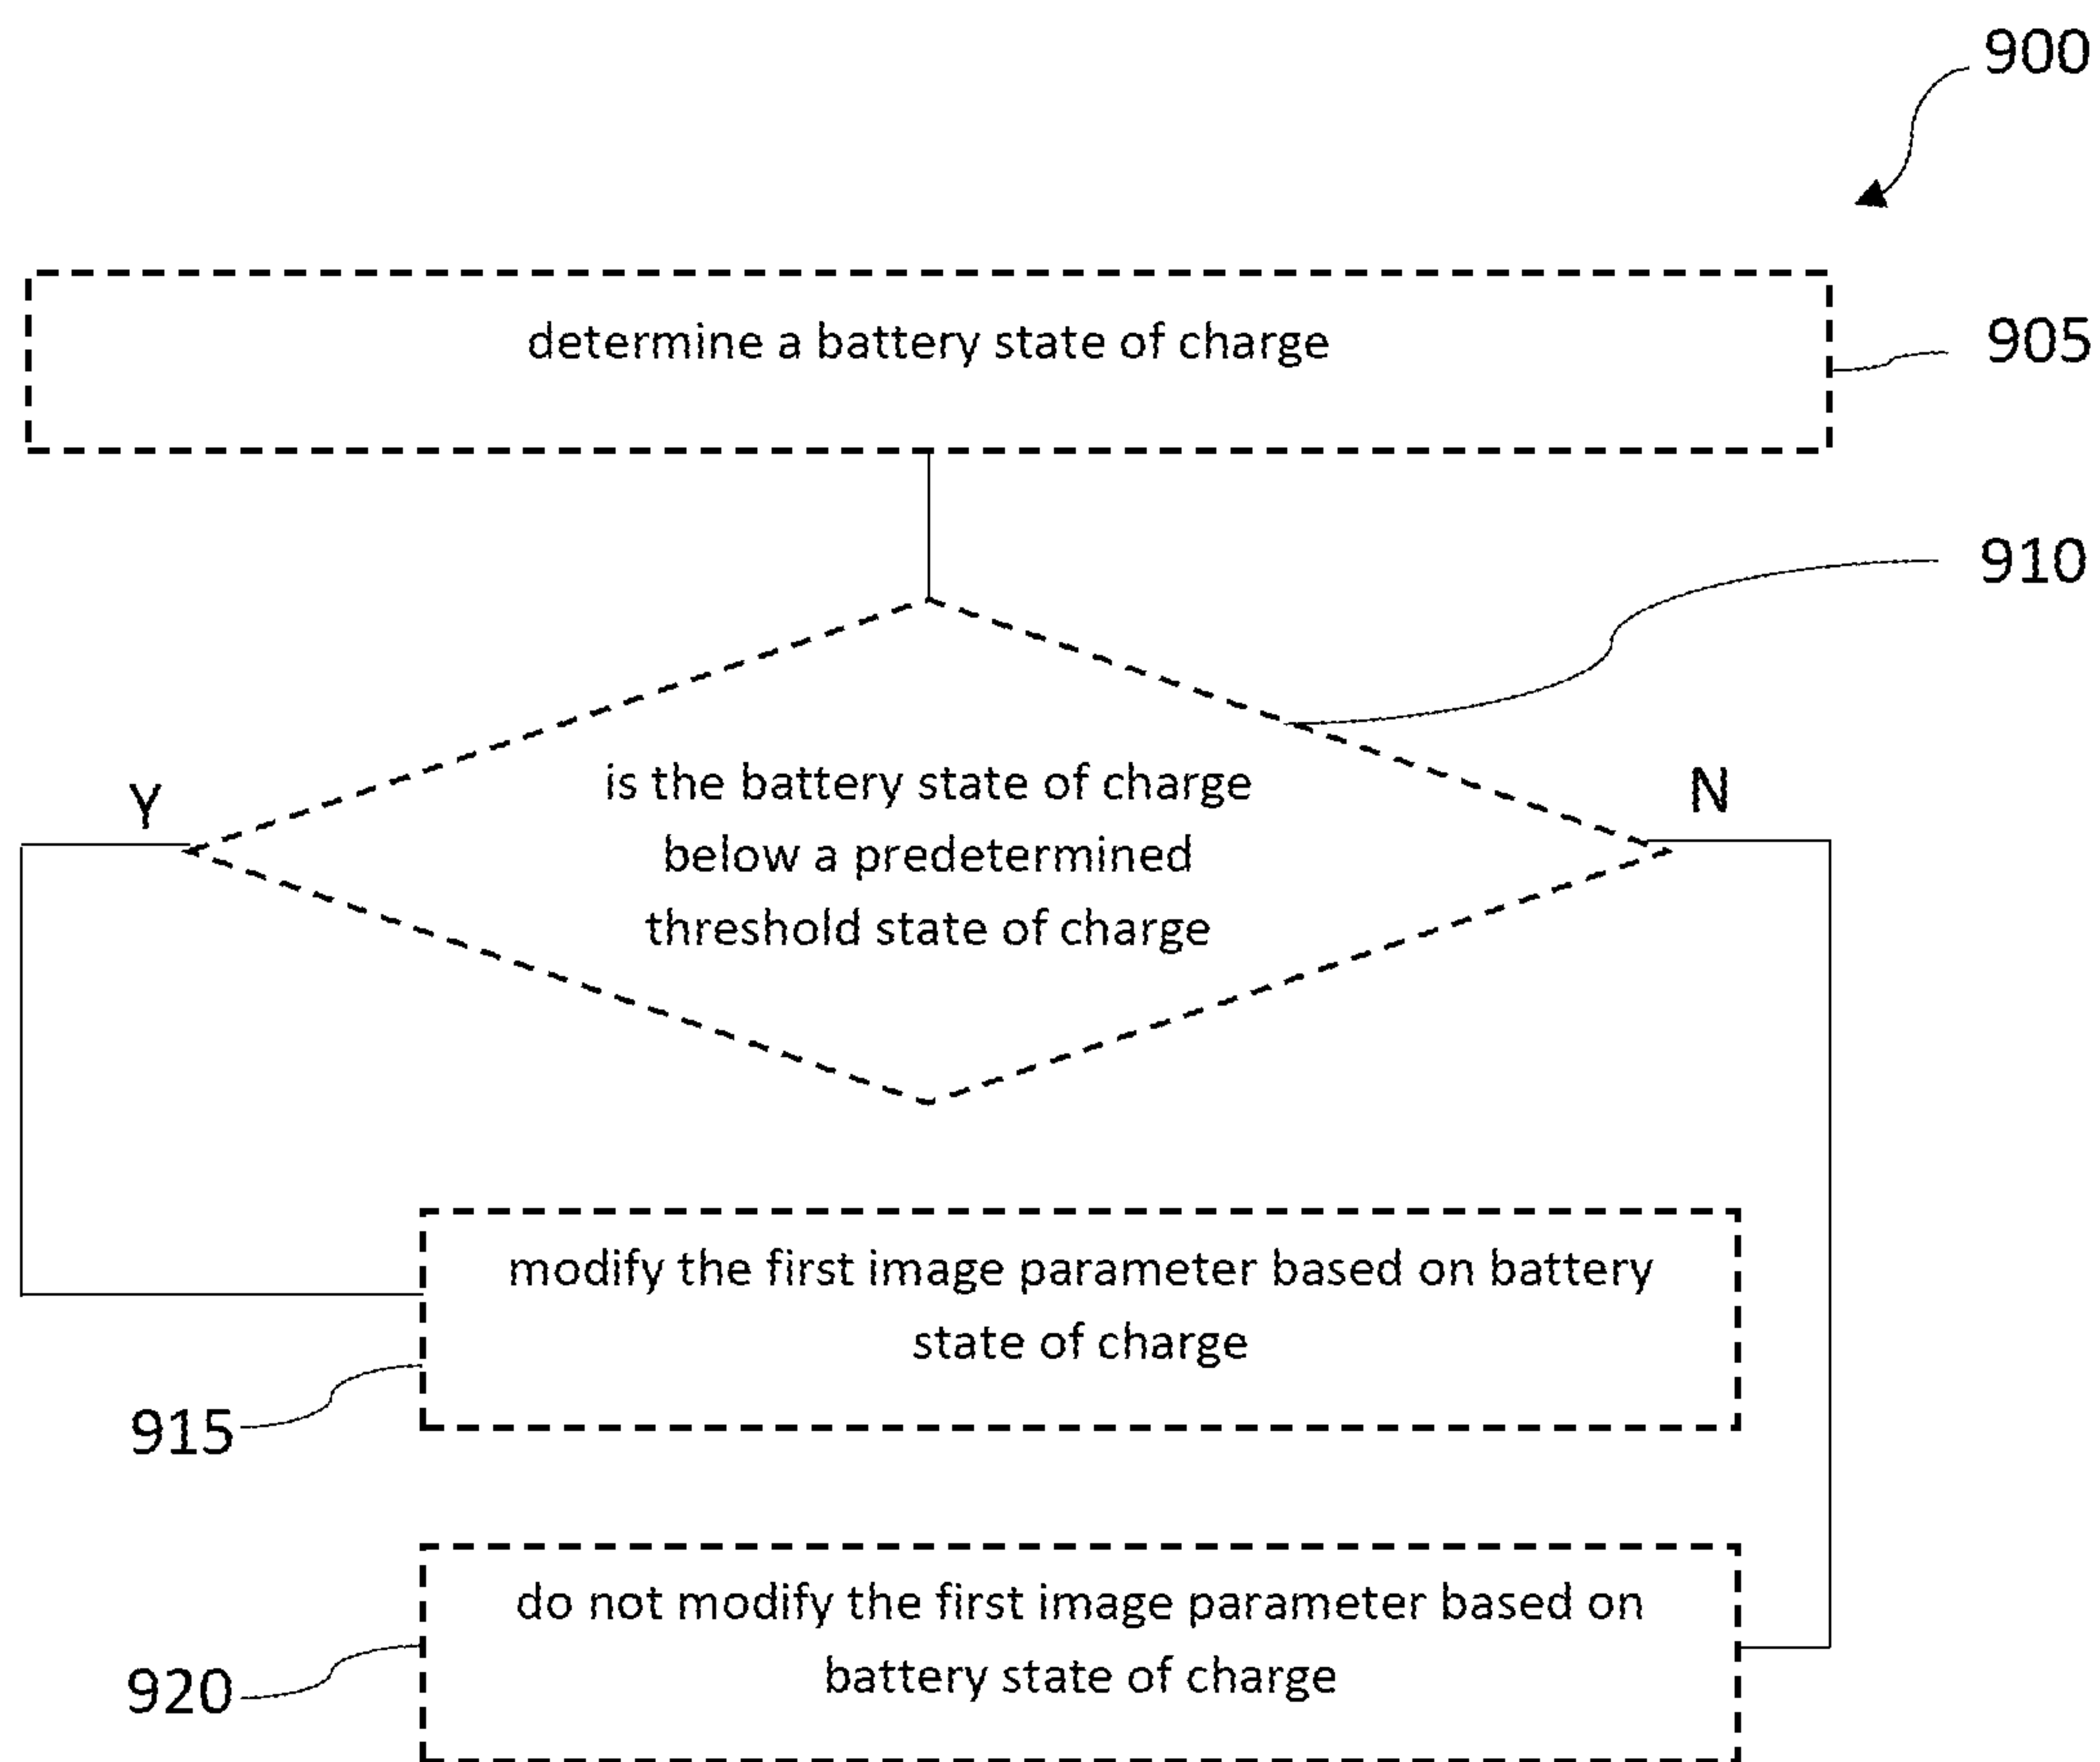 900
determine a battery state of charge
905
910
is the battery state of charge
below a predetermined
threshold state of charge
Y
N
modify the first image parameter based on battery
state of charge
915
do not modify the first image parameter based on
battery state of charge
920